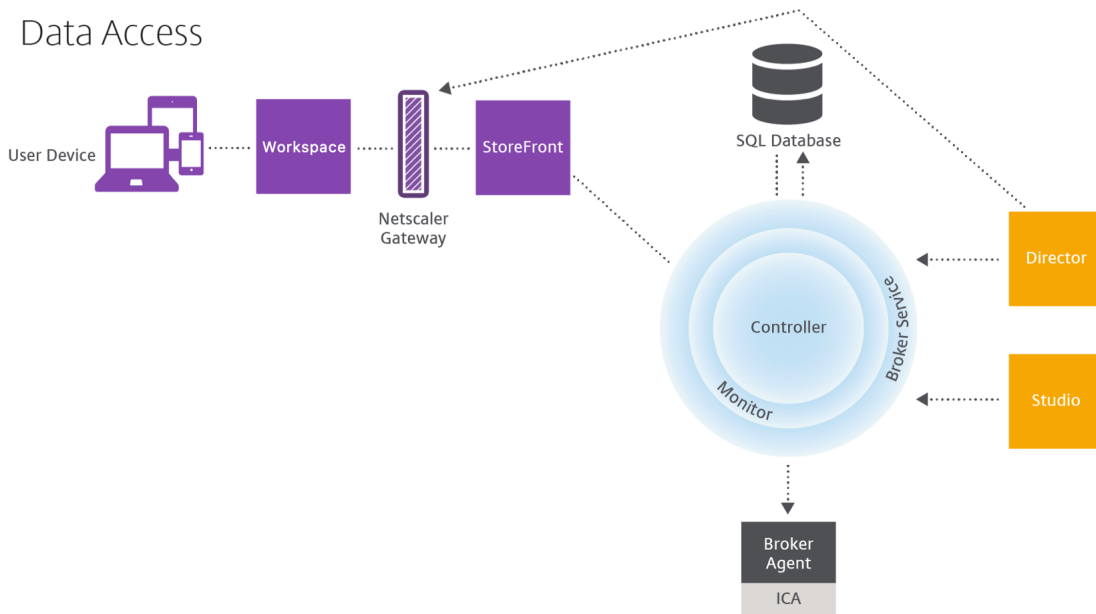 Data Access
User Device
Workspace
Netscaler
Gateway
StoreFront
SQL Database
Director
Controller
Broker Service
Monitor
Studio
Broker
Agent
ICA